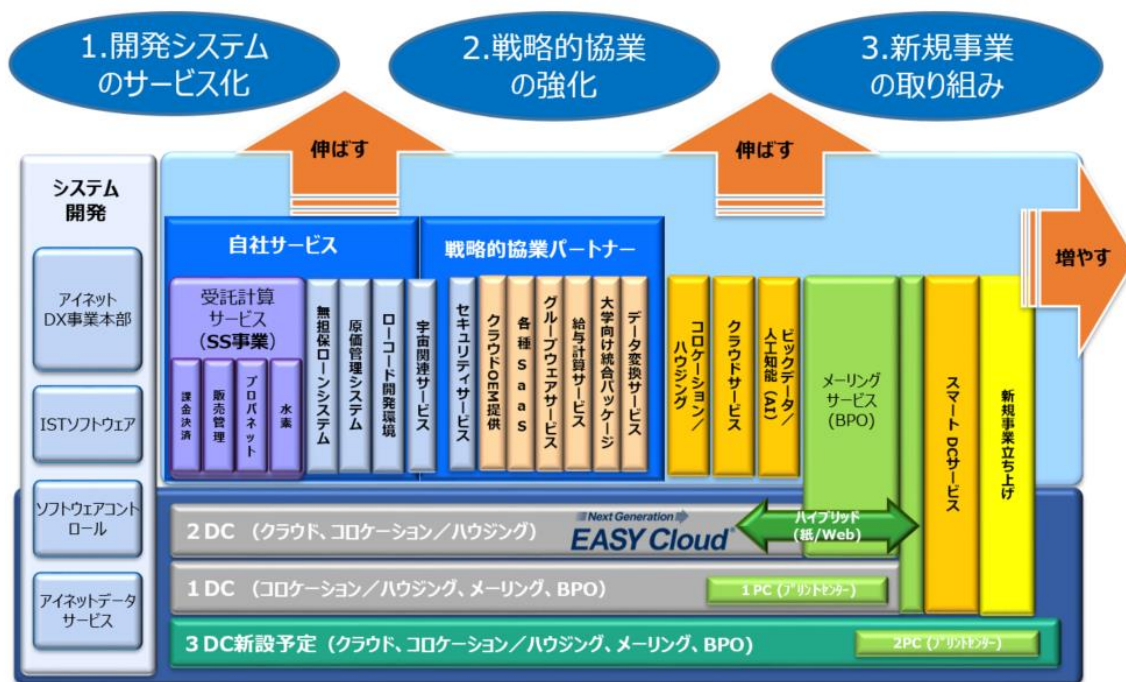 1.開発システム
のサービス化
2.戦略的協業
の強化
3.新規事業
の取り組み
伸ばす
伸ばす
増やす
システム
開発
アイネット
DX事業本部
ISTソフトウェア
ソフトウェアコント
ロール
アイネットデータ
サービス
自社サービス
受託計算
サービス
(SS事業)
課金決済
販売管理
プロパネット
水素
無担保ローンシステム
原価管理システム
ローコード開発環境
宇宙関連サービス
戦略的協業パートナー
セキュリティサービス
クラウドOEM提供
各種SaaS
グループウェアサービス
給与計算サービス
大学向け統合パッケージ
データ変換サービス
コロケーション／
ハウジング
クラウドサービス
ビックデータ／
人工知能（AI）
メーリング
サービス
(BPO)
スマート DCサービス
新規事業立ち上げ
2 DC （クラウド、コロケーション／ハウジング）
Next Generation
EASY Cloud®
ハイブリッド
(紙/Web)
1 DC （コロケーション／ハウジング、メーリング、BPO）
1 PC (ﾌﾟﾘﾝﾄｾﾝﾀｰ)
3 DC新設予定（クラウド、コロケーション／ハウジング、メーリング、BPO）
2PC (ﾌﾟﾘﾝﾄｾﾝﾀｰ)